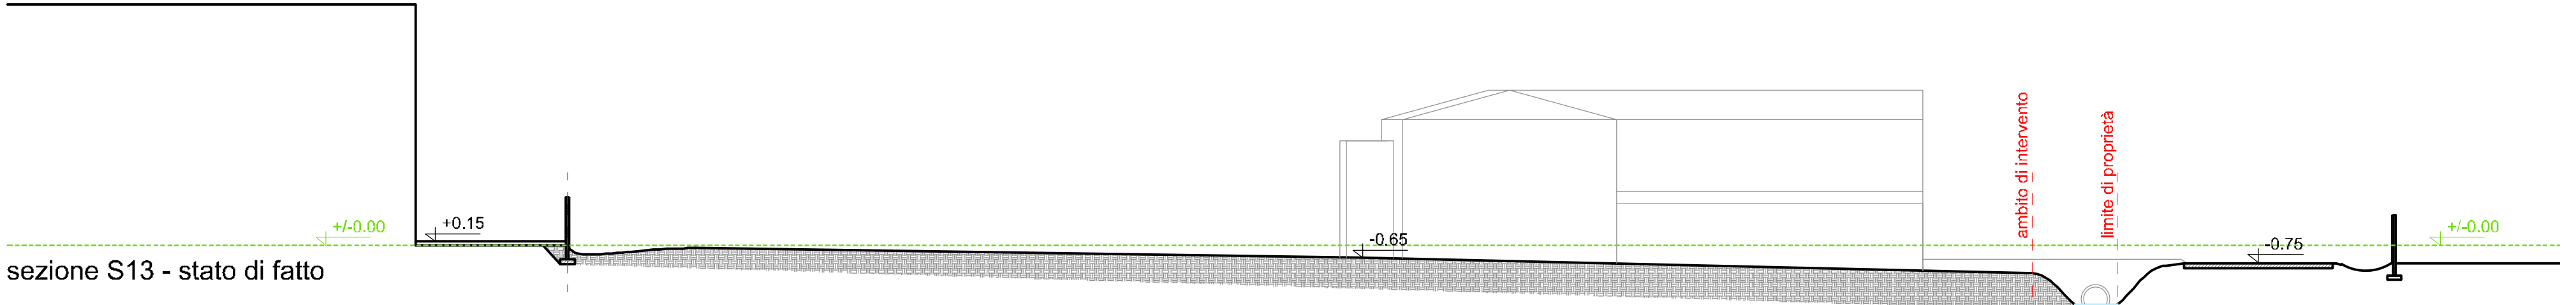 ambito di intervento
limite di proprietà
+/-0.00
+0.15
-0.65
-0.75
+/-0.00
sezione S13 - stato di fatto